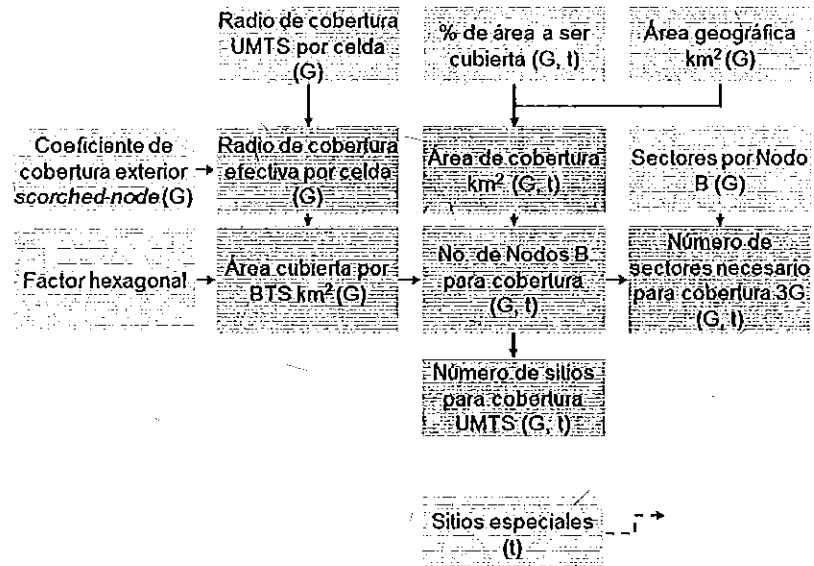 Radio de cobertura
UMTS por celda
(G)
% de área a ser
cubierta (G, t)
Área geográfica
km² (G)
Coeficiente de
cobertura exterior
scorched-node (G)
Radio de cobertura
efectiva por celda
(G)
Área de cobertura
km² (G, t)
Sectores por Nodo
B (G)
Factor hexagonal
Área cubierta por
BTS km² (G)
No. de Nodos B
para cobertura
(G, t)
Número de
sectores necesario
para cobertura 3G
(G, t)
Número de sitios
para cobertura
UMTS (G, t)
Sitios especiales
(t)